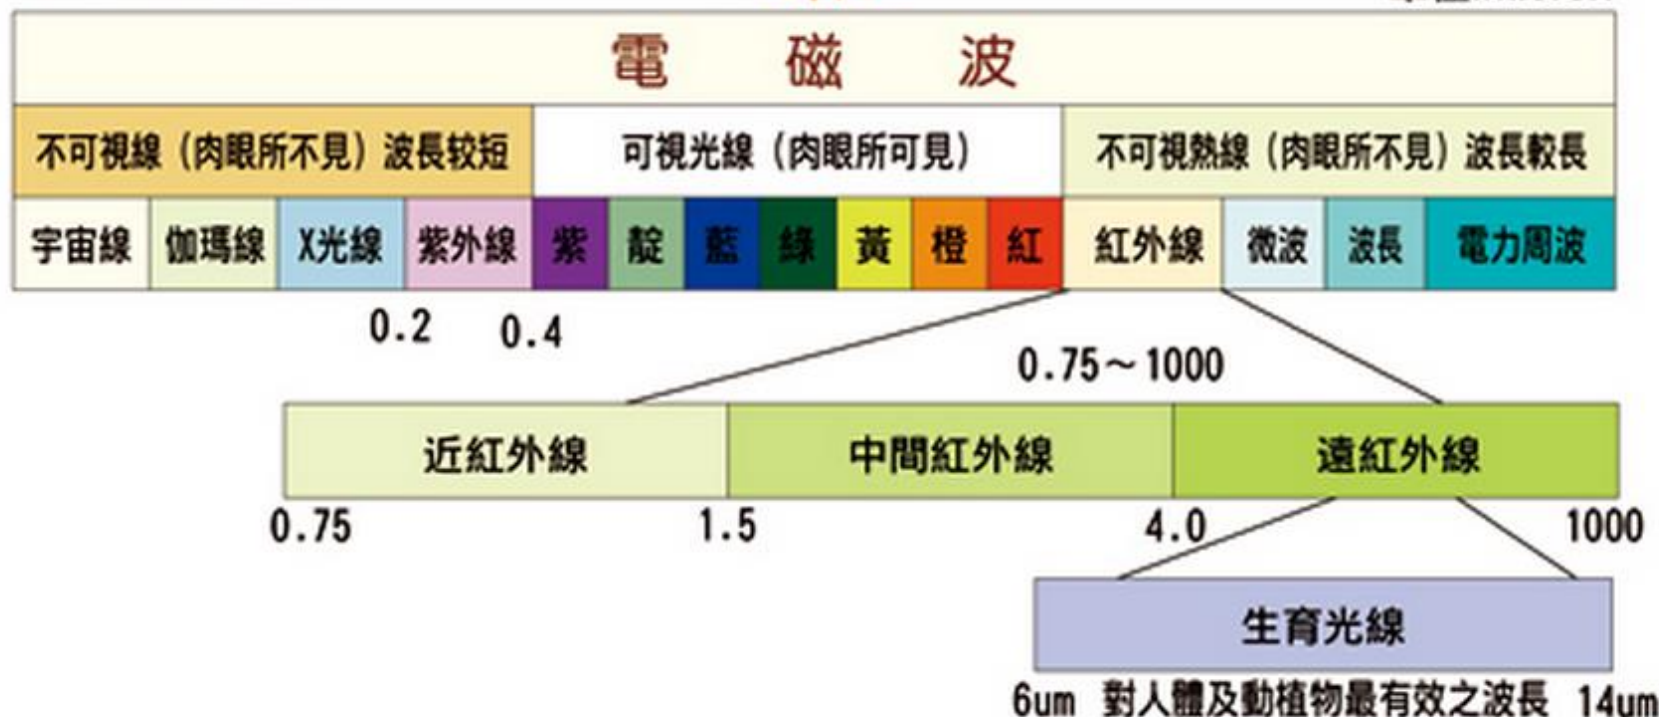 電 磁 波
不可視線（肉眼所不見）波長较短 可視光線（肉眼所可見） 不可視熱線（肉眼所不見）波長較長
宇宙線 伽瑪線 X光線 紫外線 紫 靛 藍 綠 黃 橙 紅 紅外線 微波 波長 電力周波
0.2 0.4
0.75～1000
近紅外線 中間紅外線 遠紅外線
0.75 1.5 4.0 1000
生育光線
6um 對人體及動植物最有效之波長 14um